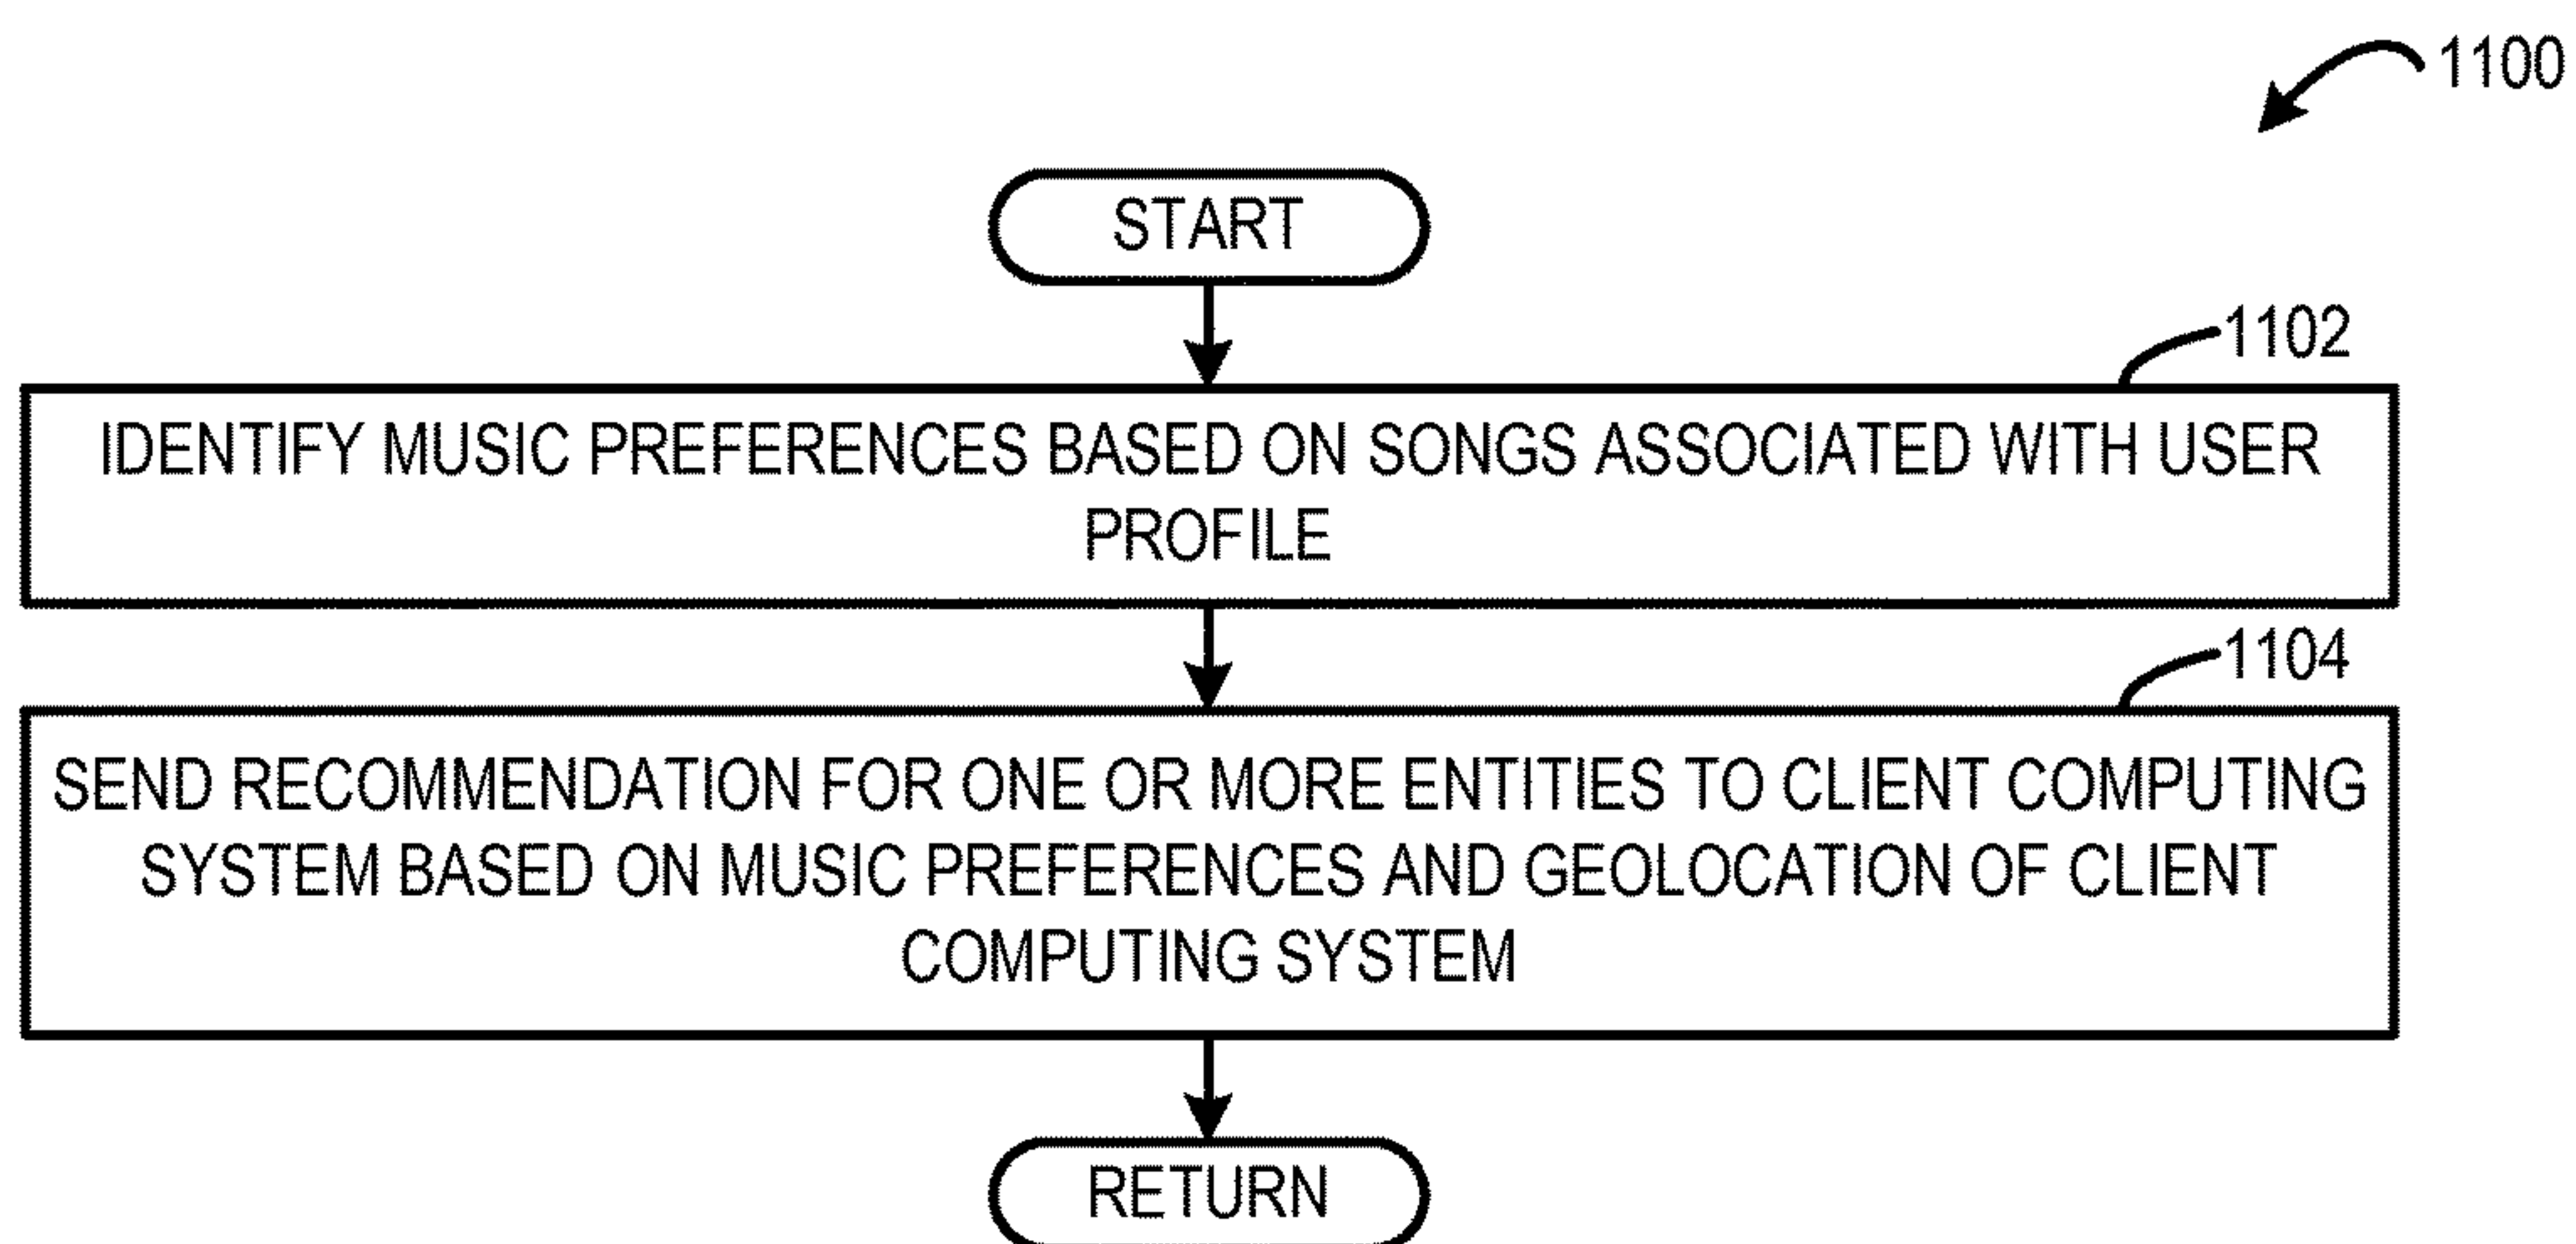 1100
START
1102
IDENTIFY MUSIC PREFERENCES BASED ON SONGS ASSOCIATED WITH USER
PROFILE
1104
SEND RECOMMENDATION FOR ONE OR MORE ENTITIES TO CLIENT COMPUTING
SYSTEM BASED ON MUSIC PREFERENCES AND GEOLOCATION OF CLIENT
COMPUTING SYSTEM
RETURN